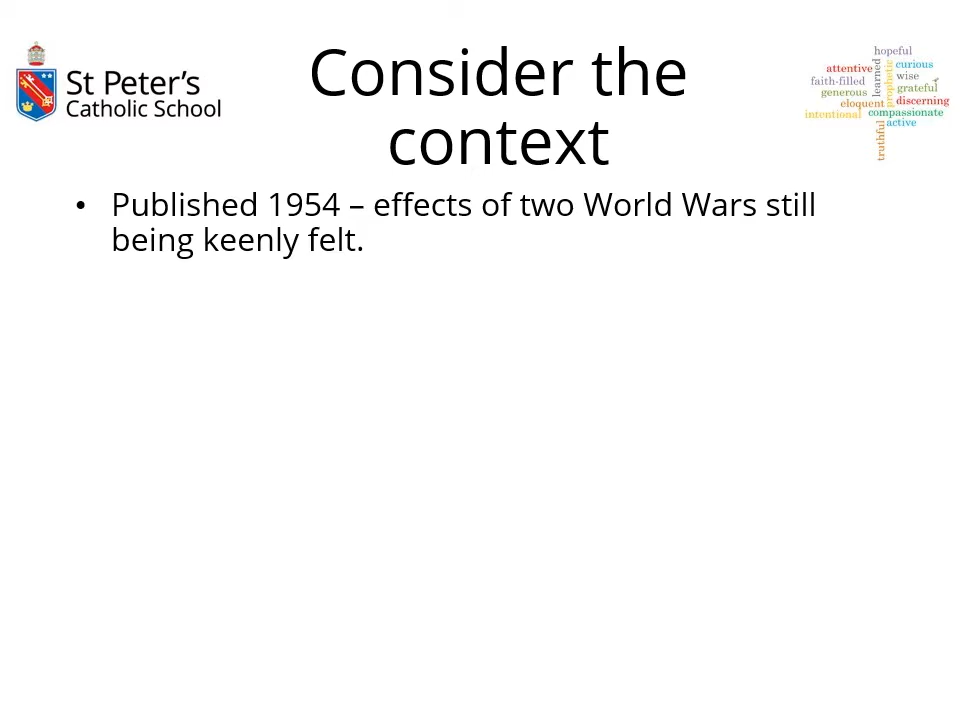 St Peter's
Catholic School
Consider the
context
hopeful
attentive
learned
prophetic
curious
faith-filled
wise
generous
grateful
eloquent
discerning
intentional
compassionate
truthful
active
• Published 1954 – effects of two World Wars still
being keenly felt.